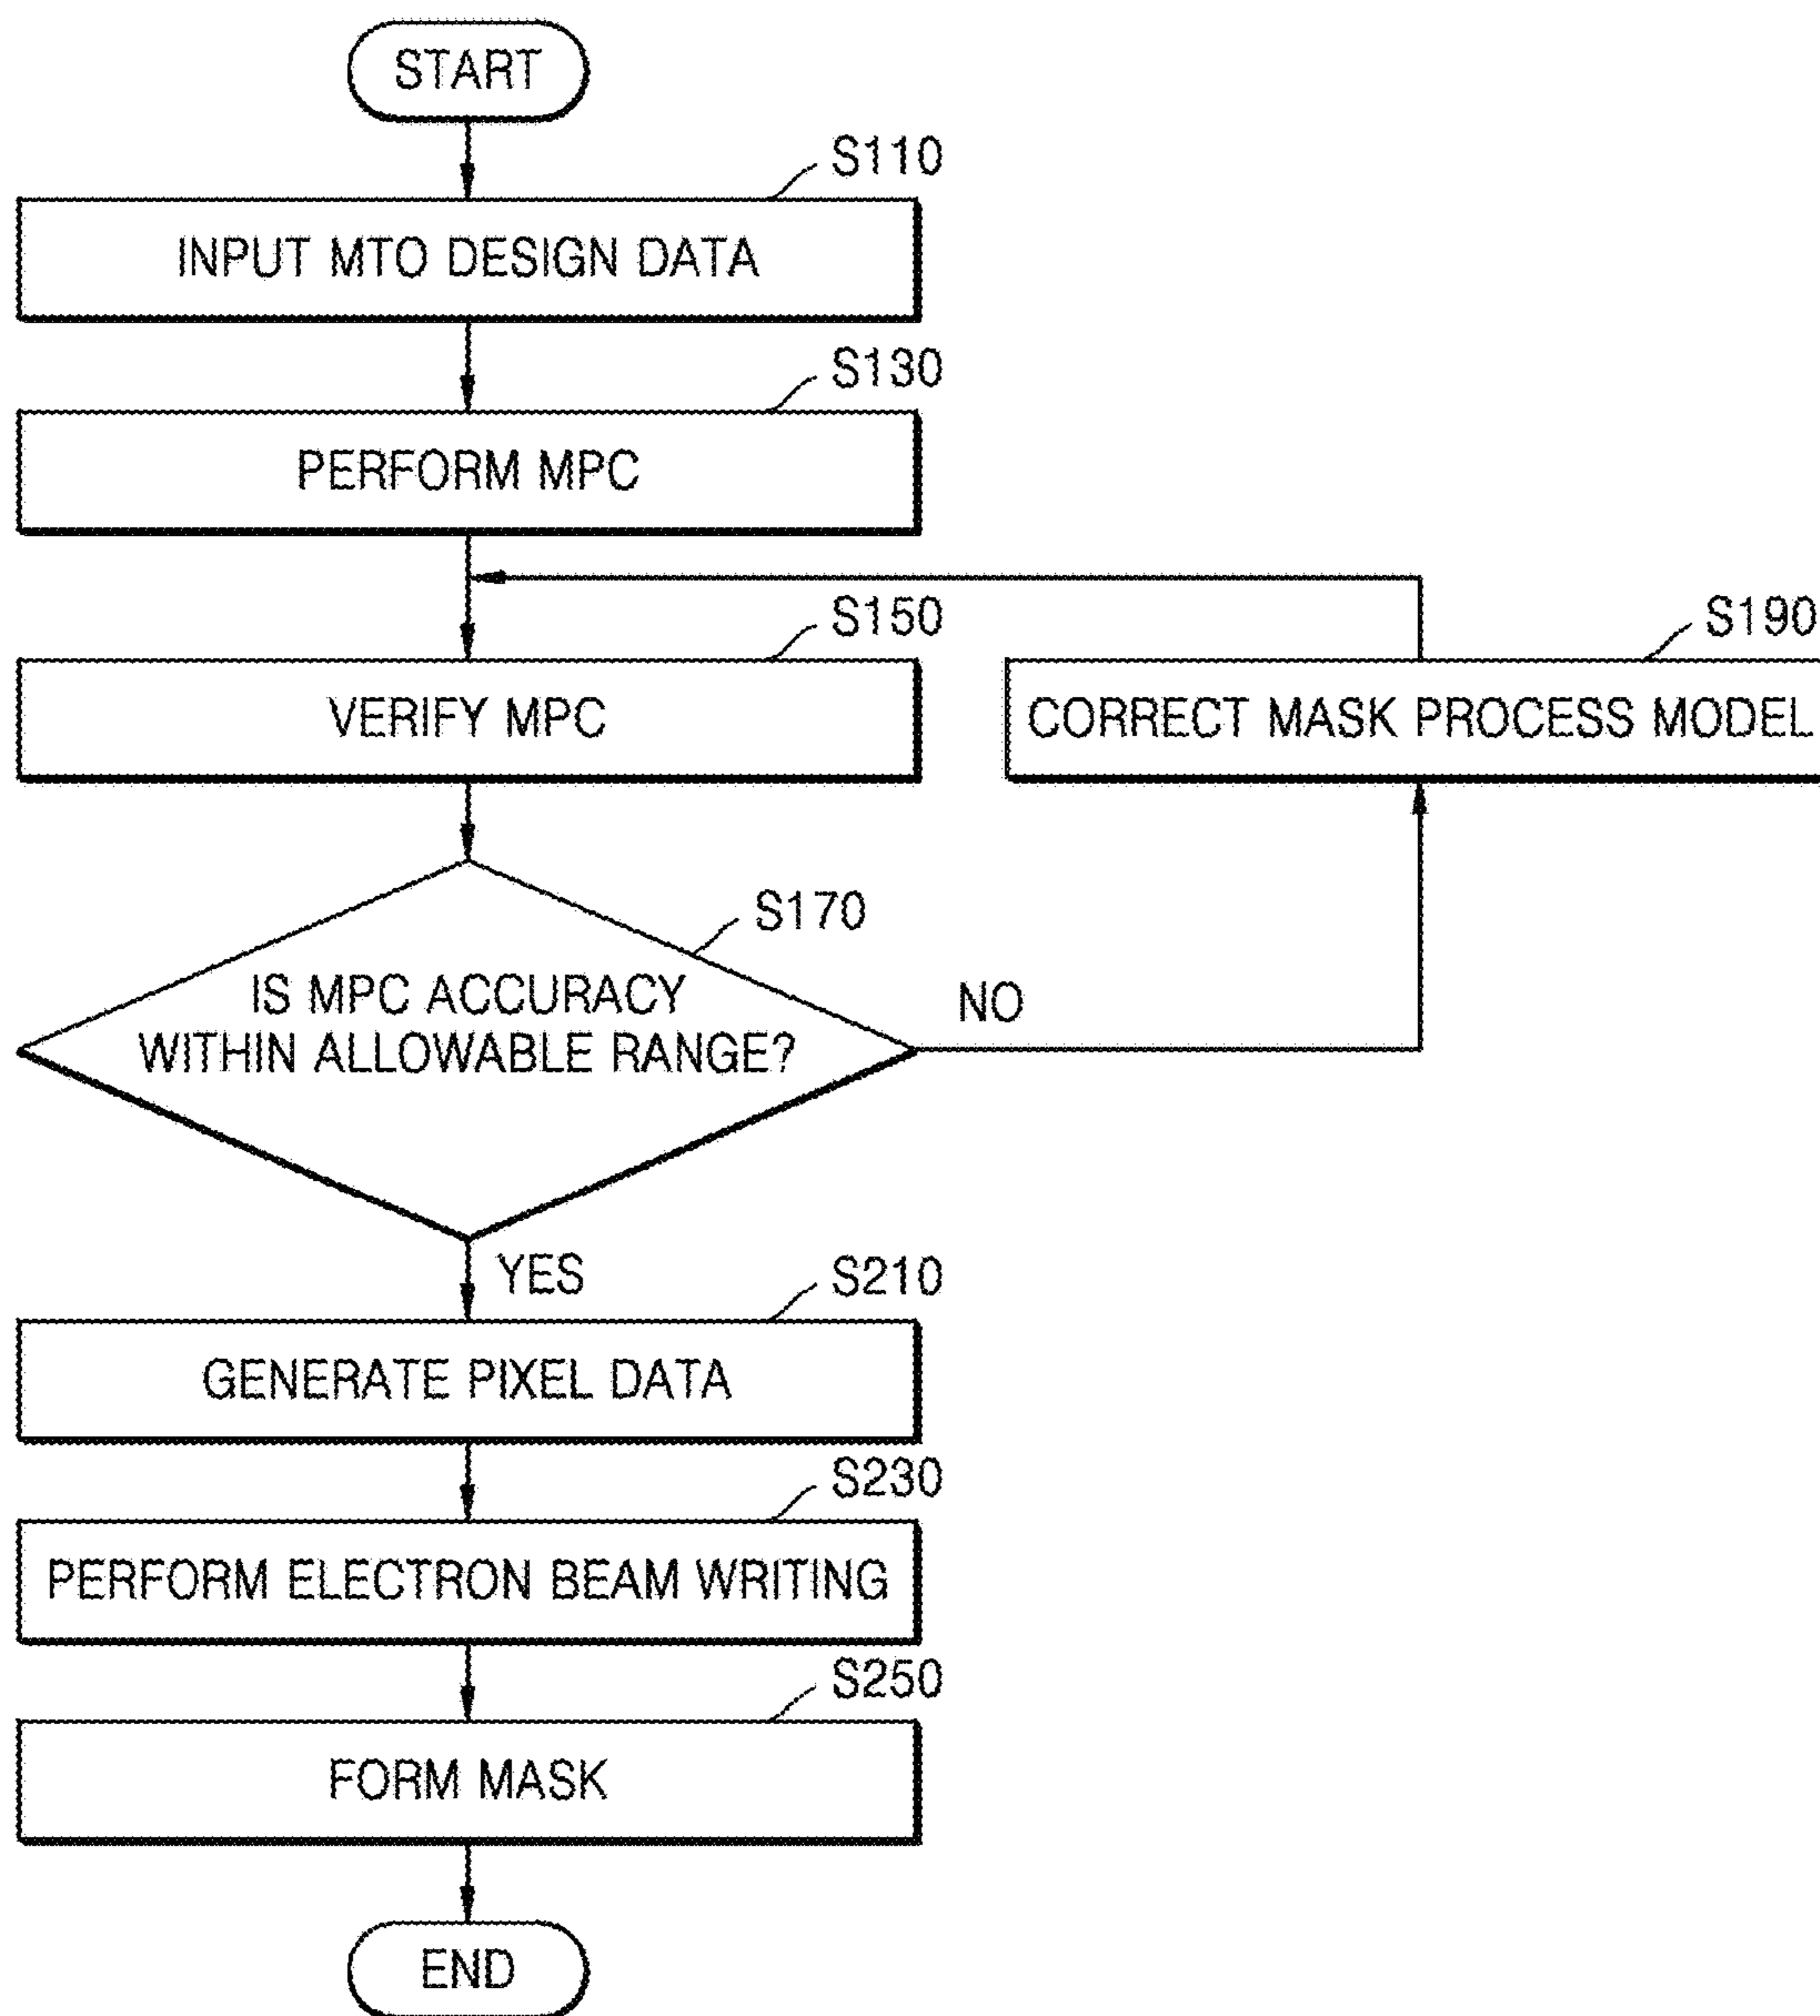 START
S110
INPUT MTO DESIGN DATA
S130
PERFORM MPC
S150
VERIFY MPC
S190
CORRECT MASK PROCESS MODEL
S170
IS MPC ACCURACY
WITHIN ALLOWABLE RANGE?
NO
YES
S210
GENERATE PIXEL DATA
S230
PERFORM ELECTRON BEAM WRITING
S250
FORM MASK
END